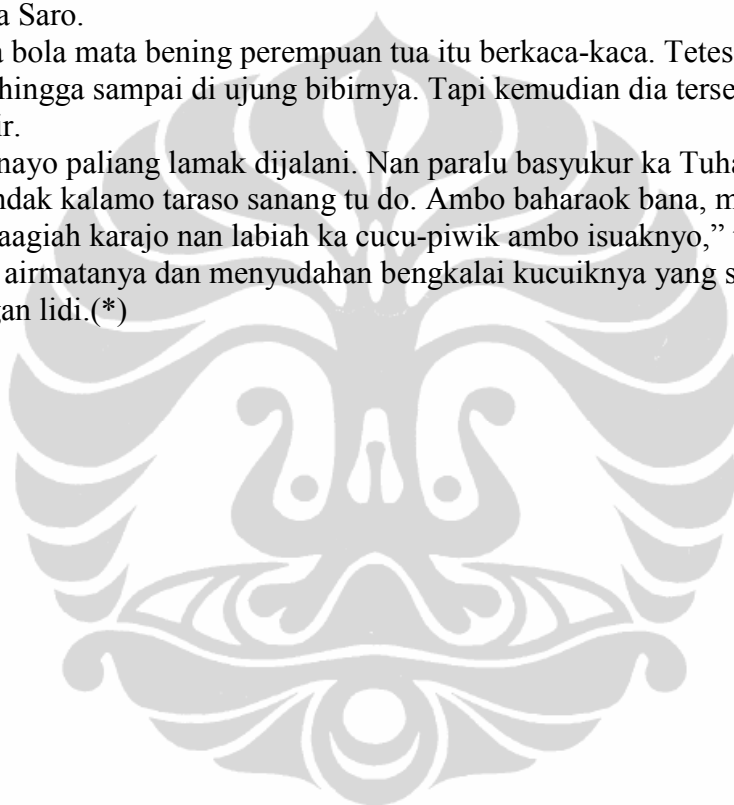 a Saro.
a bola mata bening perempuan tua itu berkaca-kaca. Tetes
hingga sampai di ujung bibirnya. Tapi kemudian dia terse
ir.
nayo paliang lamak dijalani. Nan paralu basyukur ka Tuha
ndak kalamo taraso sanang tu do. Ambo baharaok bana, m
aagiah karajo nan labiah ka cucu-piwik ambo isuaknyo,”
airmatanya dan menyudahan bengkalai kucuiknya yang s
gan lidi.(*)